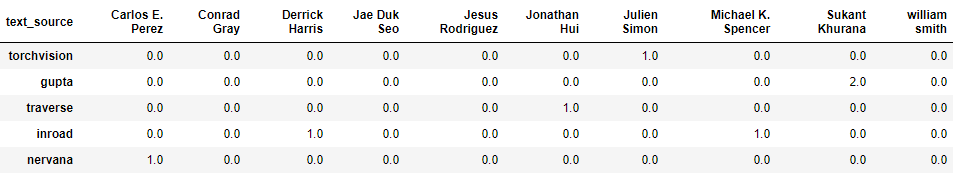 text_source Carlos E. Perez Conrad Gray Derrick Harris Jae Duk Seo Jesus Rodriguez Jonathan Hui Julien Simon Michael K. Spencer Sukant Khurana william smith
torchvision 0.0 0.0 0.0 0.0 0.0 0.0 1.0 0.0 0.0 0.0
gupta 0.0 0.0 0.0 0.0 0.0 0.0 0.0 0.0 2.0 0.0
traverse 0.0 0.0 0.0 0.0 0.0 1.0 0.0 0.0 0.0 0.0
inroad 0.0 0.0 1.0 0.0 0.0 0.0 0.0 1.0 0.0 0.0
nervana 1.0 0.0 0.0 0.0 0.0 0.0 0.0 0.0 0.0 0.0